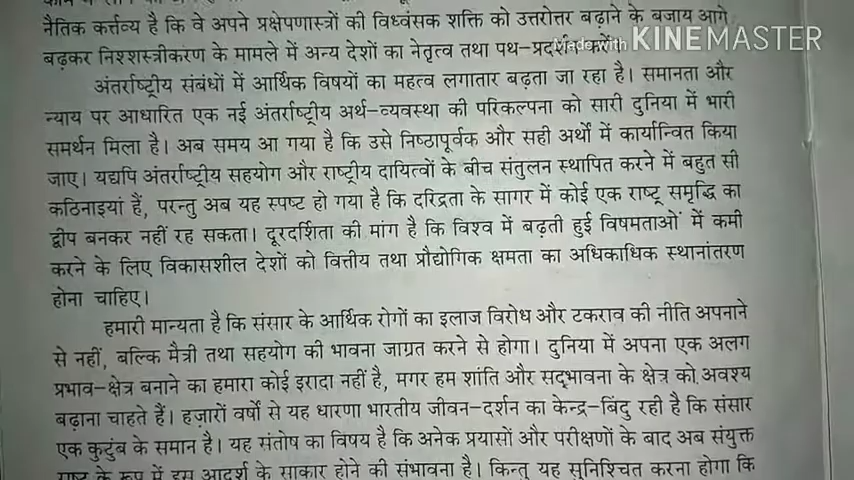 नैतिक कर्त्तव्य है कि वे अपने प्रक्षेपणास्त्रों की विध्वंसक शक्ति को उत्तरोत्तर बढ़ाने के बजाय आगे
बढ़कर निश्शस्त्रीकरण के मामले में अन्य देशों का नेतृत्व तथा पथ-प्रदर्शन करें।
Made with KINEMASTER
अंतर्राष्ट्रीय संबंधों में आर्थिक विषयों का महत्व लगातार बढ़ता जा रहा है। समानता और
न्याय पर आधारित एक नई अंतर्राष्ट्रीय अर्थ-व्यवस्था की परिकल्पना को सारी दुनिया में भारी
समर्थन मिला है। अब समय आ गया है कि उसे निष्ठापूर्वक और सही अर्थों में कार्यान्वित किया
जाए। यद्यपि अंतर्राष्ट्रीय सहयोग और राष्ट्रीय दायित्वों के बीच संतुलन स्थापित करने में बहुत सी
कठिनाइयां हैं, परन्तु अब यह स्पष्ट हो गया है कि दरिद्रता के सागर में कोई एक राष्ट्र समृद्धि का
द्वीप बनकर नहीं रह सकता। दूरदर्शिता की मांग है कि विश्व में बढ़ती हुई विषमताओं में कमी
करने के लिए विकासशील देशों को वित्तीय तथा प्रौद्योगिक क्षमता का अधिकाधिक स्थानांतरण
होना चाहिए।
हमारी मान्यता है कि संसार के आर्थिक रोगों का इलाज विरोध और टकराव की नीति अपनाने
से नहीं, बल्कि मैत्री तथा सहयोग की भावना जाग्रत करने से होगा। दुनिया में अपना एक अलग
प्रभाव-क्षेत्र बनाने का हमारा कोई इरादा नहीं है, मगर हम शांति और सद्भावना के क्षेत्र को अवश्य
बढ़ाना चाहते हैं। हज़ारों वर्षों से यह धारणा भारतीय जीवन-दर्शन का केन्द्र-बिंदु रही है कि संसार
एक कुटुंब के समान है। यह संतोष का विषय है कि अनेक प्रयासों और परीक्षणों के बाद अब संयुक्त
राष्ट्र के रूप में इस आदर्श के साकार होने की संभावना है। किन्तु यह सुनिश्चित करना होगा कि